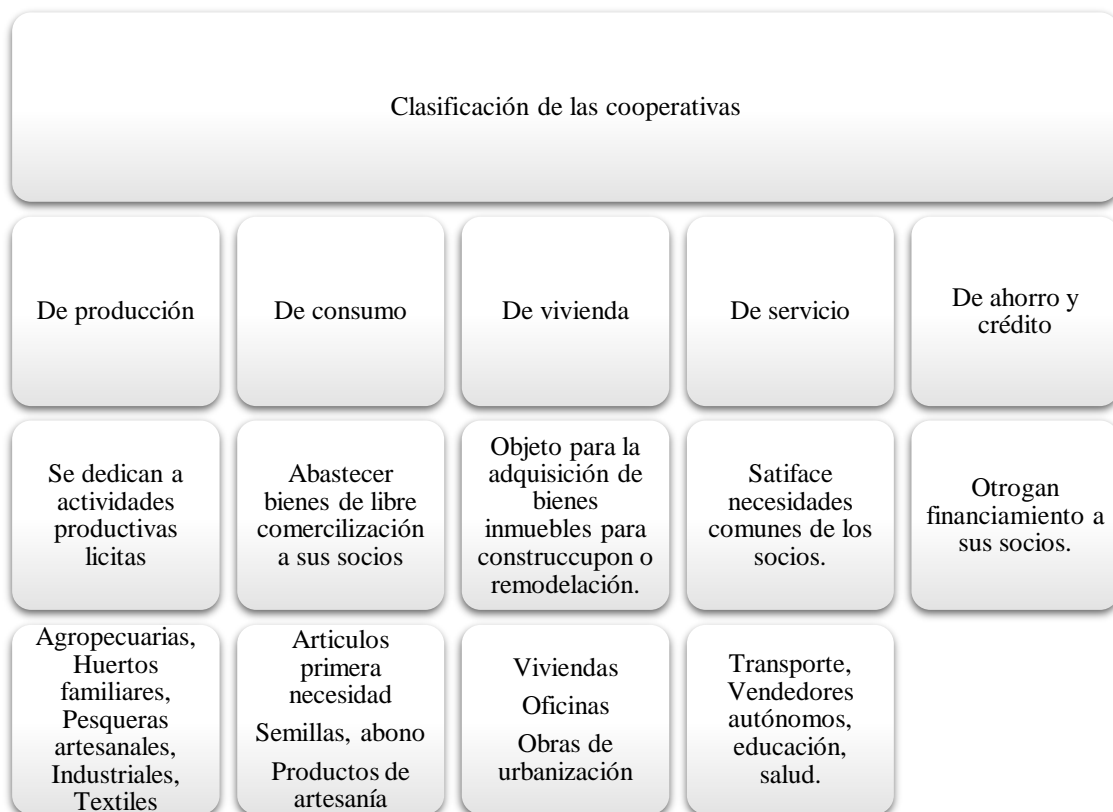 Clasificación de las cooperativas
De producción
De consumo
De vivienda
De servicio
De ahorro y
crédito
Se dedican a
actividades
productivas
licitas
Abastecer
bienes de libre
comercilización
a sus socios
Objeto para la
adquisición de
bienes
inmuebles para
construccupon o
remodelación.
Satiface
necesidades
comunes de los
socios.
Otrogan
financiamiento a
sus socios.
Agropecuarias,
Huertos
familiares,
Pesqueras
artesanales,
Industriales,
Textiles
Articulos
primera
necesidad
Semillas, abono
Productos de
artesanía
Viviendas
Oficinas
Obras de
urbanización
Transporte,
Vendedores
autónomos,
educación,
salud.